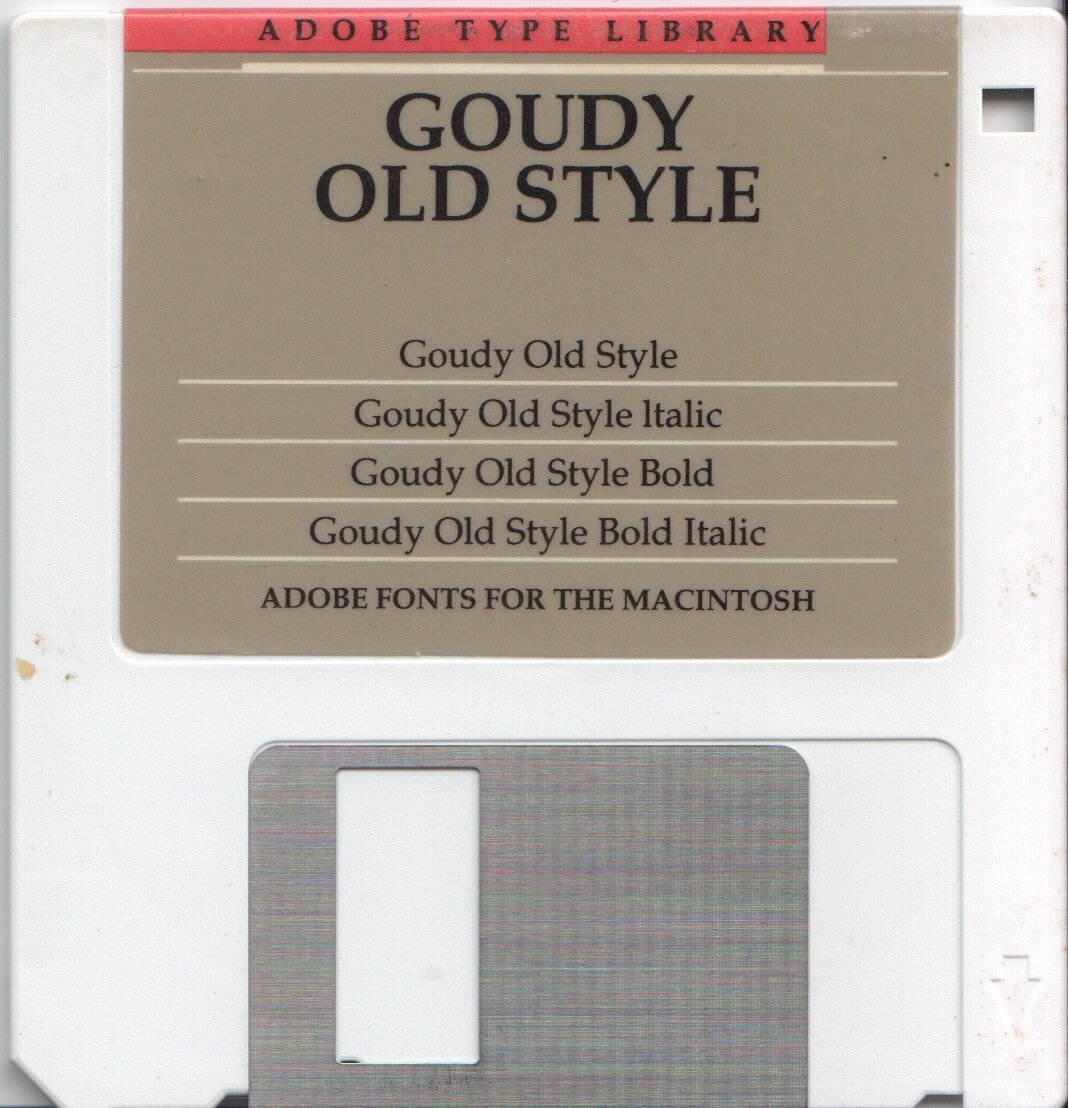 ADOBE TYPE LIBRARY
GOUDY
OLD STYLE
Goudy Old Style
Goudy Old Style Italic
Goudy Old Style Bold
Goudy Old Style Bold Italic
ADOBE FONTS FOR THE MACINTOSH